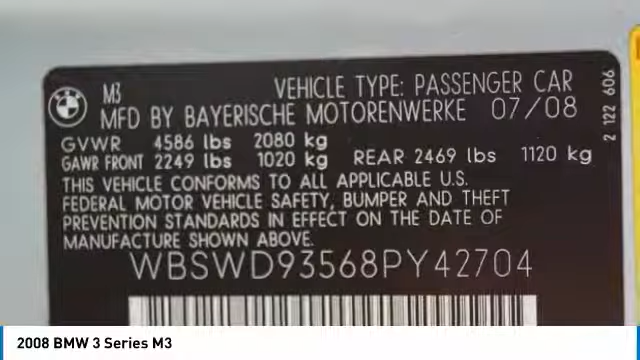 BMW
M3
VEHICLE TYPE: PASSENGER CAR
MFD BY BAYERISCHE MOTORENWERKE 07/08
GVWR 4586 lbs 2080 kg
GAWR FRONT 2249 lbs 1020 kg REAR 2469 lbs 1120 kg
THIS VEHICLE CONFORMS TO ALL APPLICABLE U.S.
FEDERAL MOTOR VEHICLE SAFETY, BUMPER AND THEFT
PREVENTION STANDARDS IN EFFECT ON THE DATE OF
MANUFACTURE SHOWN ABOVE.
WBSWD93568PY42704
2 122 606
2008 BMW 3 Series M3